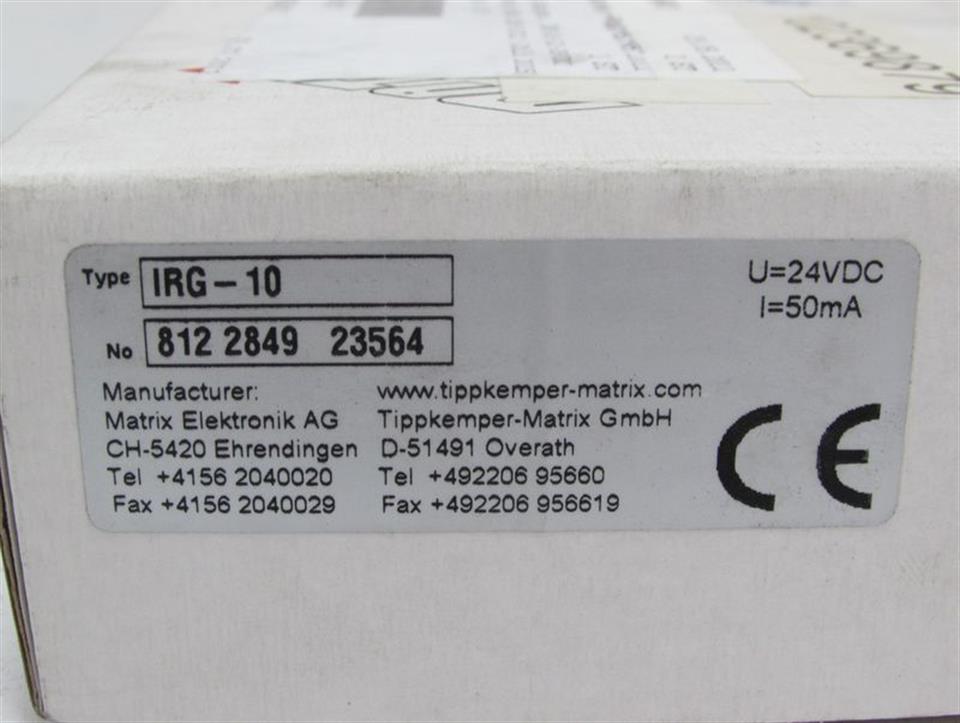 Type IRG-10
U=24VDC
I=50mA
No 812 2849 23564
Manufacturer:
Matrix Elektronik AG
CH-5420 Ehrendingen
Tel +4156 2040020
Fax +4156 2040029
www.tippkemper-matrix.com
Tippkemper-Matrix GmbH
D-51491 Overath
Tel +492206 95660
Fax +492206 956619
CE